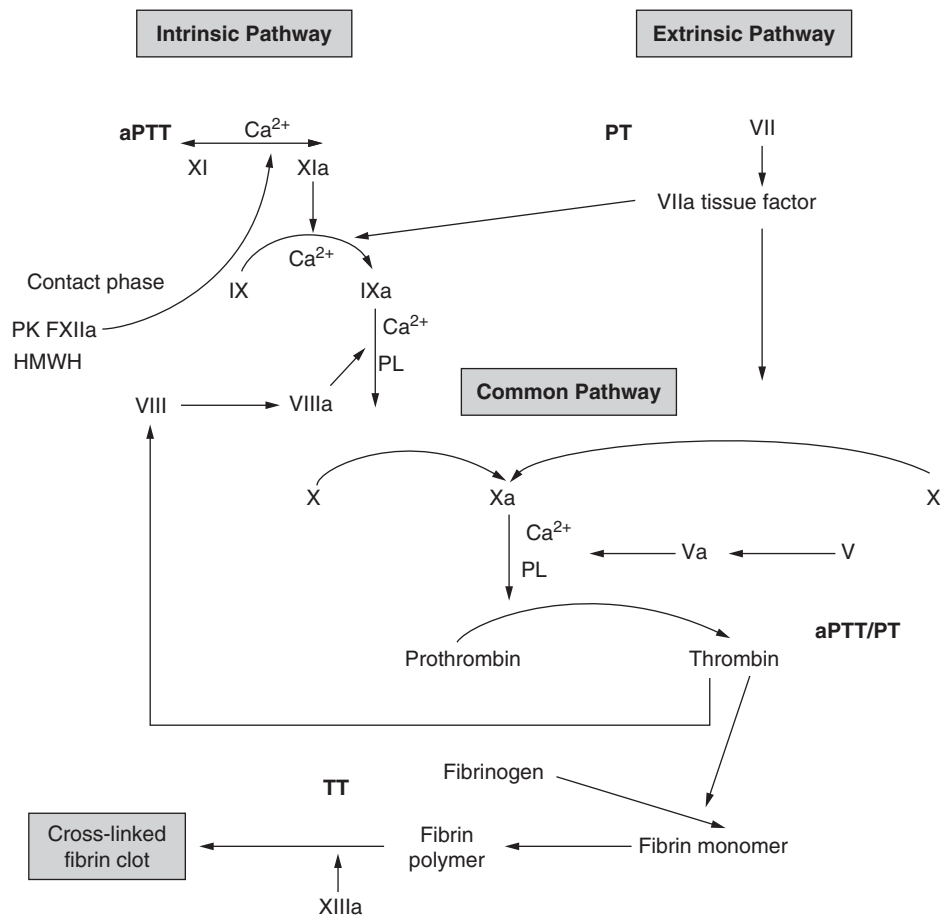 Intrinsic Pathway
Extrinsic Pathway
aPTT
Ca²⁺
XI
XIa
PT
VII
VIIa tissue factor
Ca²⁺
IX
IXa
Contact phase
PK FXIIa
HMWH
Ca²⁺
PL
VIII
VIIIa
Common Pathway
X
Xa
X
Ca²⁺
PL
Va
V
aPTT/PT
Prothrombin
Thrombin
Fibrinogen
TT
Cross-linked
fibrin clot
Fibrin
polymer
Fibrin monomer
XIIIa